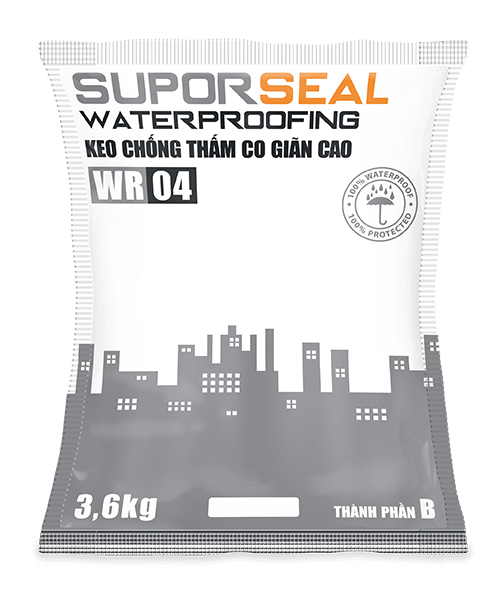 SUPORSEAL
WATERPROOFING
KEO CHỐNG THẤM CO GIÃN CAO
WR 04
100% WATERPROOF
100% PROTECTED
3,6kg
THÀNH PHẦN B